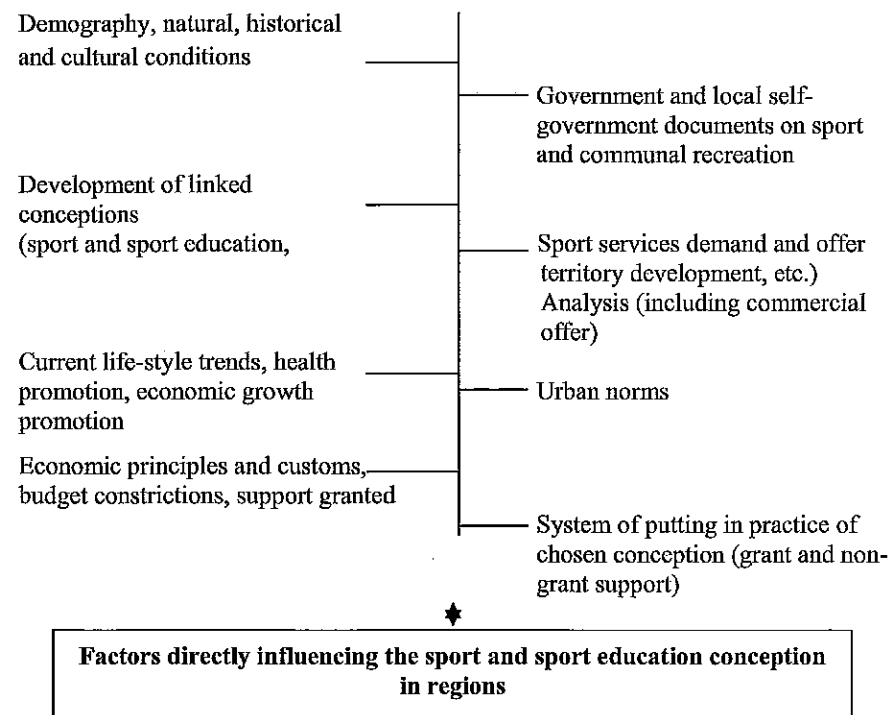 Demography, natural, historical
and cultural conditions
Government and local self-
government documents on sport
and communal recreation
Development of linked
conceptions
(sport and sport education,
Sport services demand and offer
territory development, etc.)
Analysis (including commercial
offer)
Current life-style trends, health
promotion, economic growth
promotion
Urban norms
Economic principles and customs,
budget constrictions, support granted
System of putting in practice of
chosen conception (grant and non-
grant support)
Factors directly influencing the sport and sport education conception
in regions